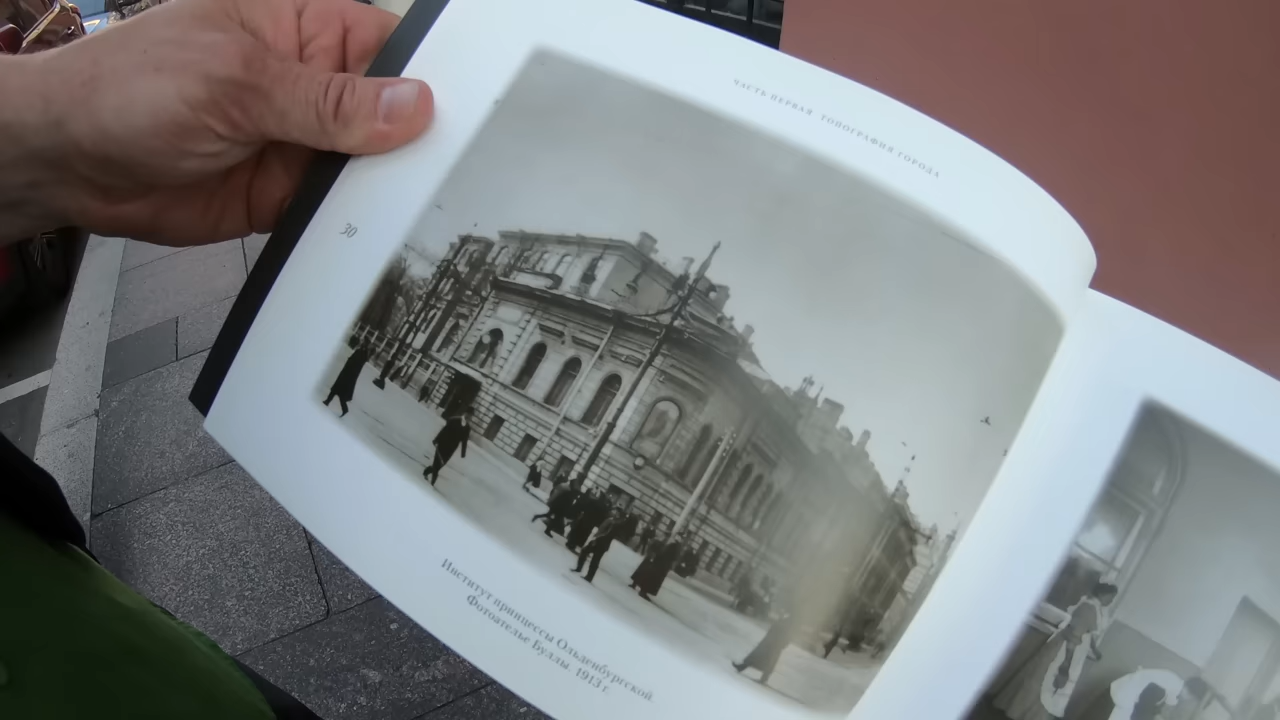 ЧАСТЬ ПЕРВАЯ. ТОПОГРАФИЯ ГОРОДА
30
Институт принцессы Ольденбургской
Фотоателье Буллы. 1913 г.